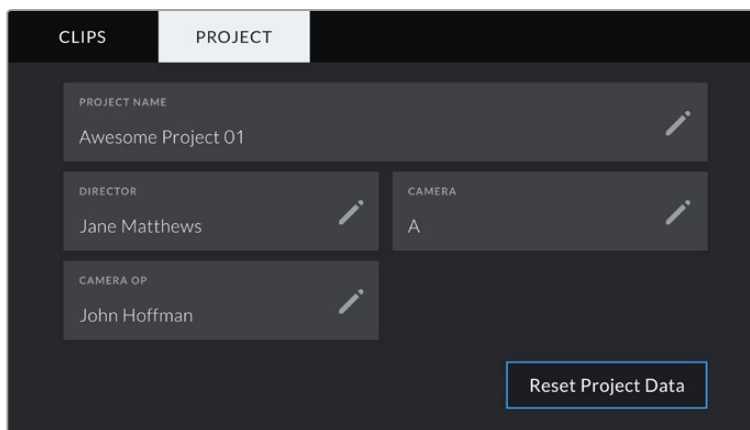 CLIPS PROJECT
PROJECT NAME
Awesome Project 01
DIRECTOR
Jane Matthews
CAMERA
A
CAMERA OP
John Hoffman
Reset Project Data